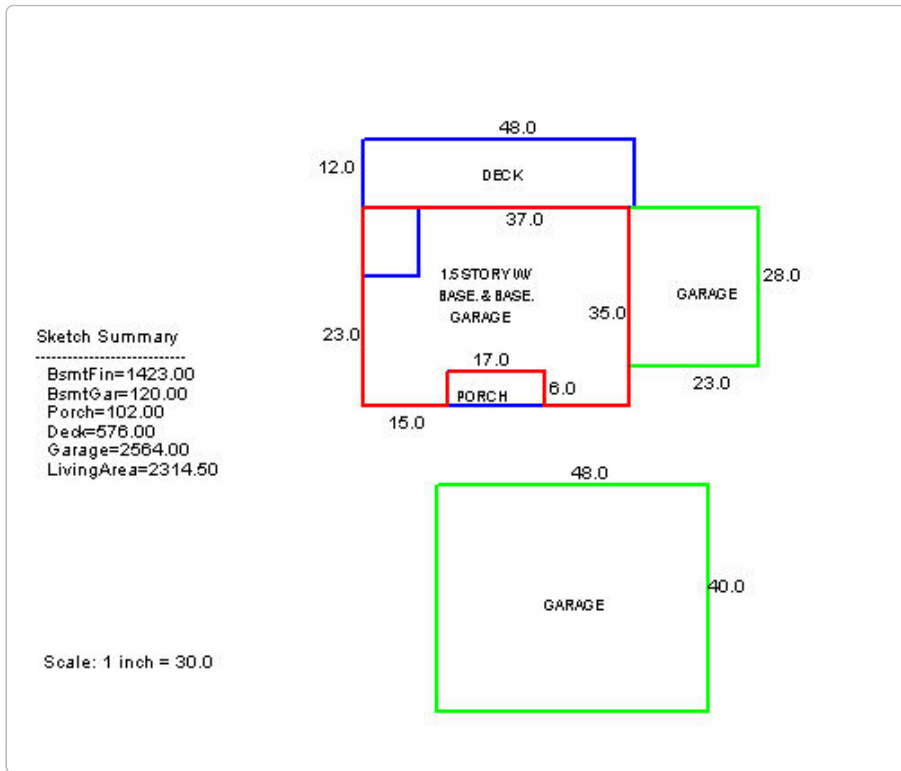 48.0
12.0
DECK
37.0
1.5 STORY W/
BASE. & BASE.
GARAGE
GARAGE
28.0
35.0
23.0
17.0
23.0
PORCH
6.0
15.0
Sketch Summary
----------------------------
BsmtFin=1423.00
BsmtGar=120.00
Porch=102.00
Deck=576.00
Garage=2564.00
LivingArea=2314.50
48.0
40.0
GARAGE
Scale: 1 inch = 30.0